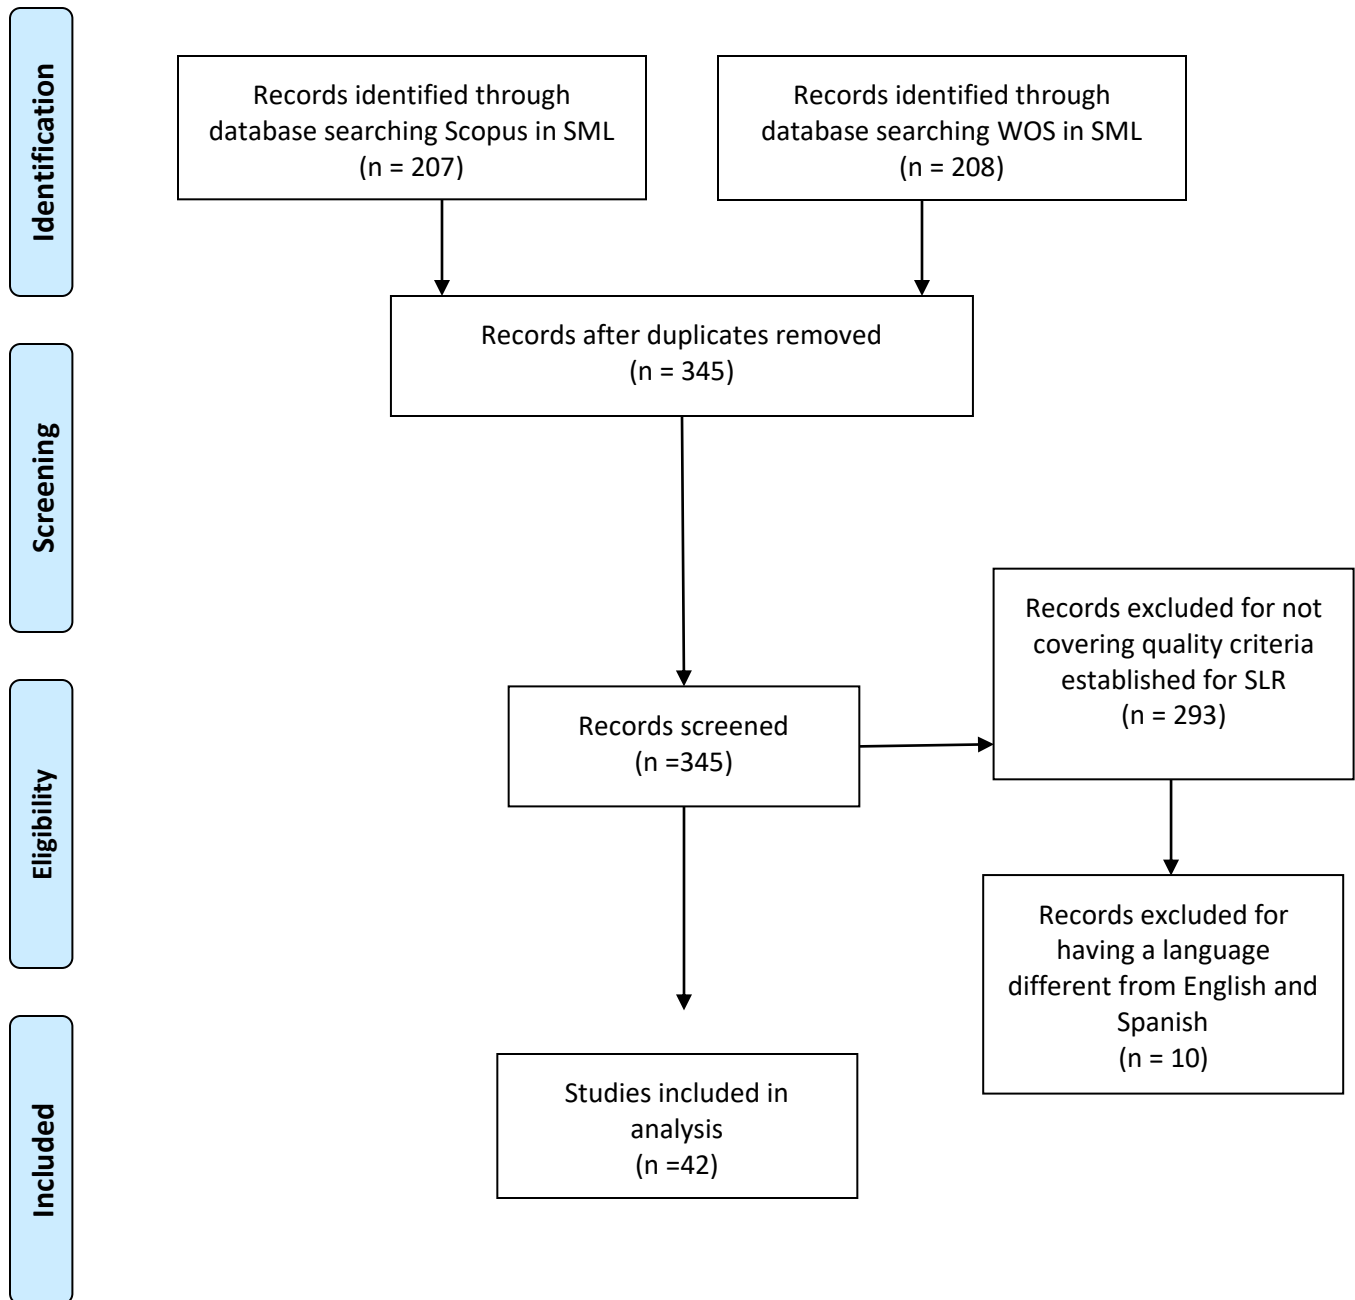 Identification
Records identified through
database searching Scopus in SML
(n = 207)
Records identified through
database searching WOS in SML
(n = 208)
Records after duplicates removed
(n = 345)
Screening
Records excluded for not
covering quality criteria
established for SLR
(n = 293)
Eligibility
Records screened
(n =345)
Records excluded for
having a language
different from English and
Spanish
(n = 10)
Included
Studies included in
analysis
(n =42)